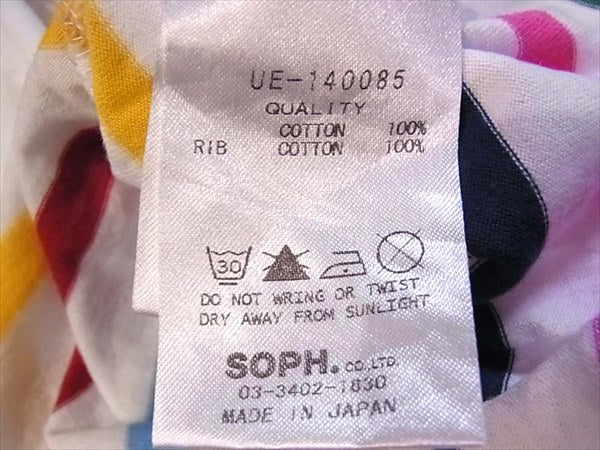 UE-140085
QUALITY
COTTON 100%
RIB COTTON 100%
30
DO NOT WRING OR TWIST
DRY AWAY FROM SUNLIGHT
SOPH. CO.,LTD.
03-3402-1830
MADE IN JAPAN